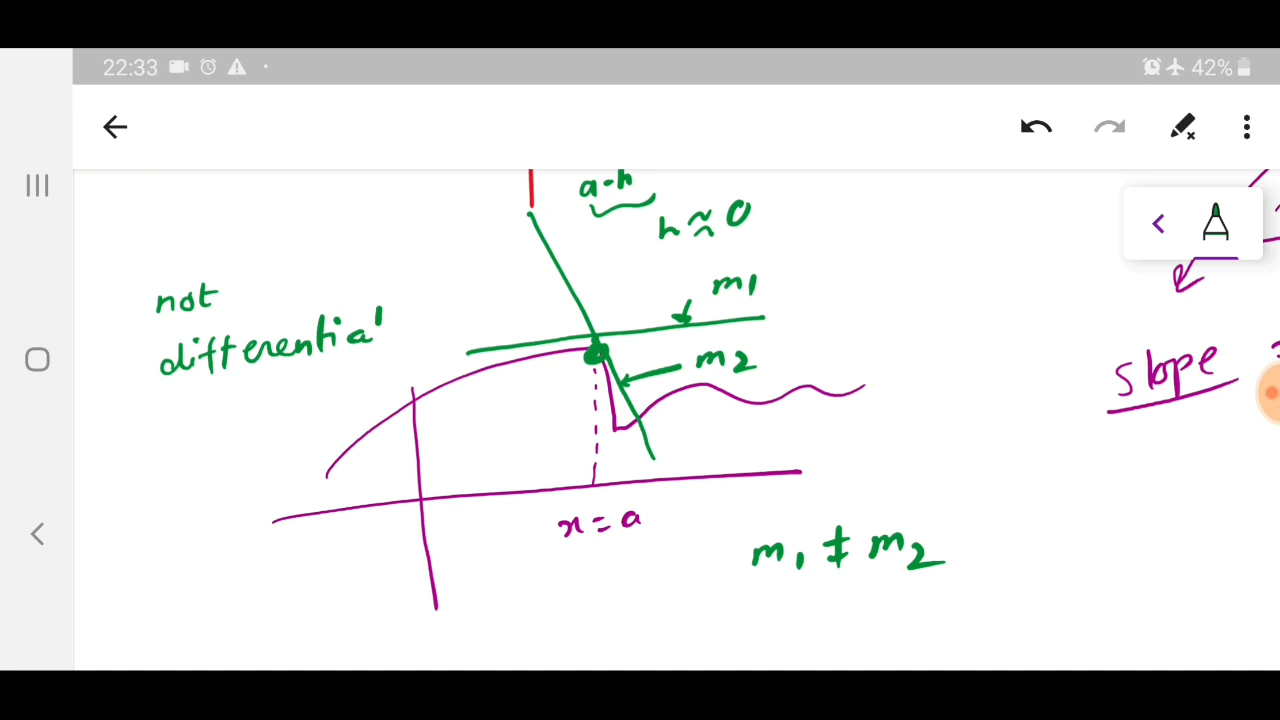 22:33
42%
a-h
h ≈ 0
not
differential
m1
m2
slope
x = a
m1 ≠ m2